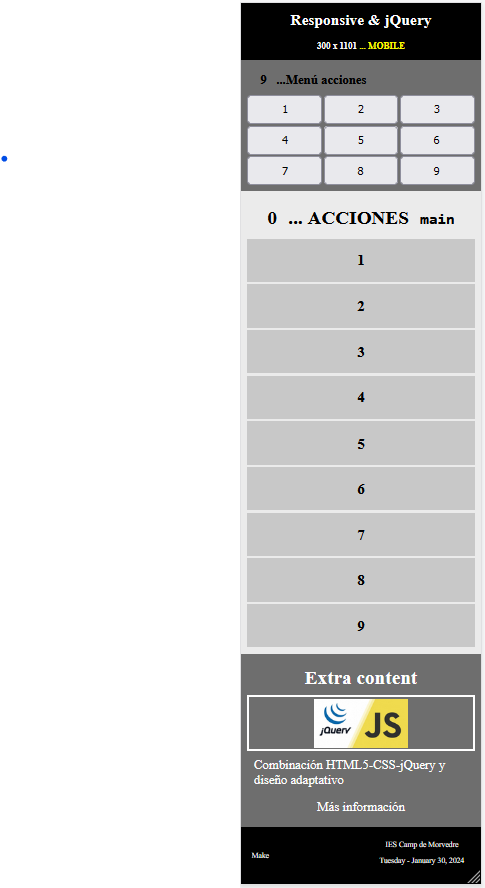 Responsive & jQuery
300 x 1101 ... MOBILE
9 ...Menú acciones
1 2 3
4 5 6
7 8 9
0 ... ACCIONES main
1
2
3
4
5
6
7
8
9
Extra content
jQuery JS
Combinación HTML5-CSS-jQuery y
diseño adaptativo
Más información
IES Camp de Morvedre
Make
Tuesday - January 30, 2024